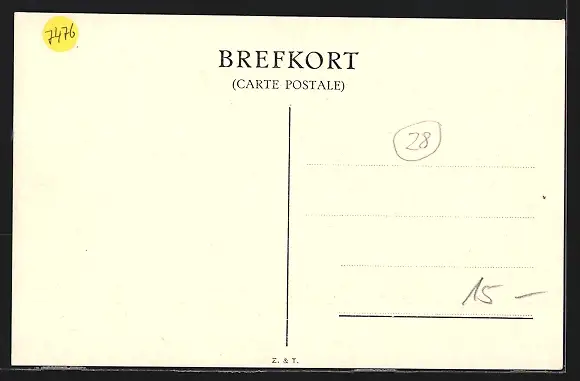 7476
BREFKORT
(CARTE POSTALE)
28
15 –
Z. & T.